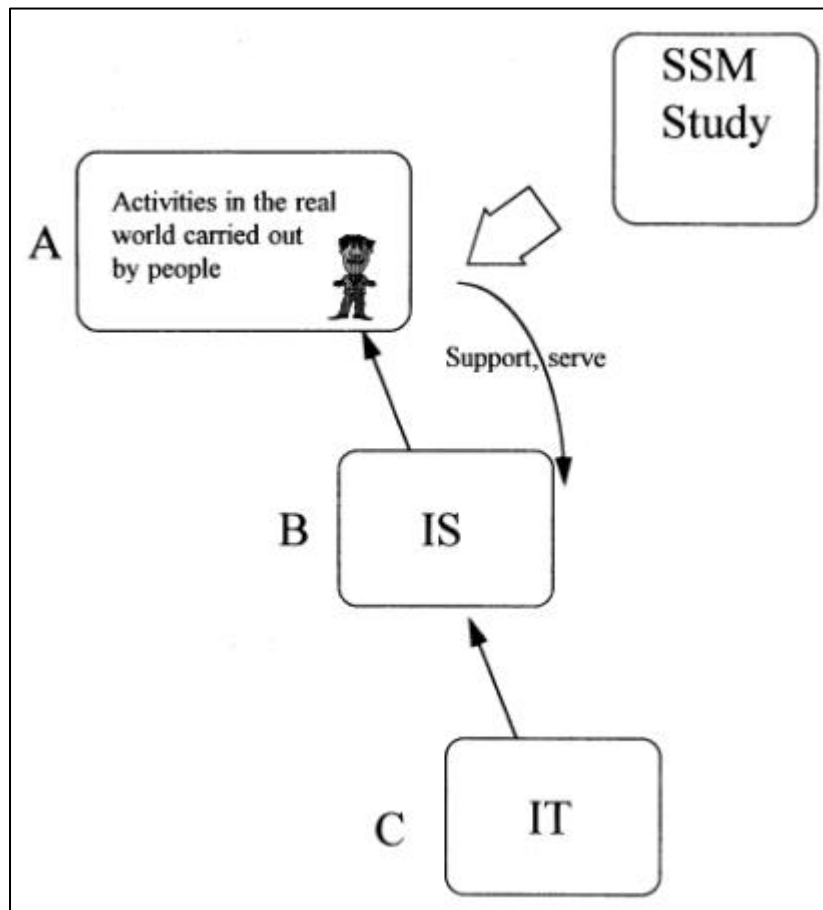 SSM
Study
A
Activities in the real
world carried out
by people
Support, serve
B
IS
C
IT